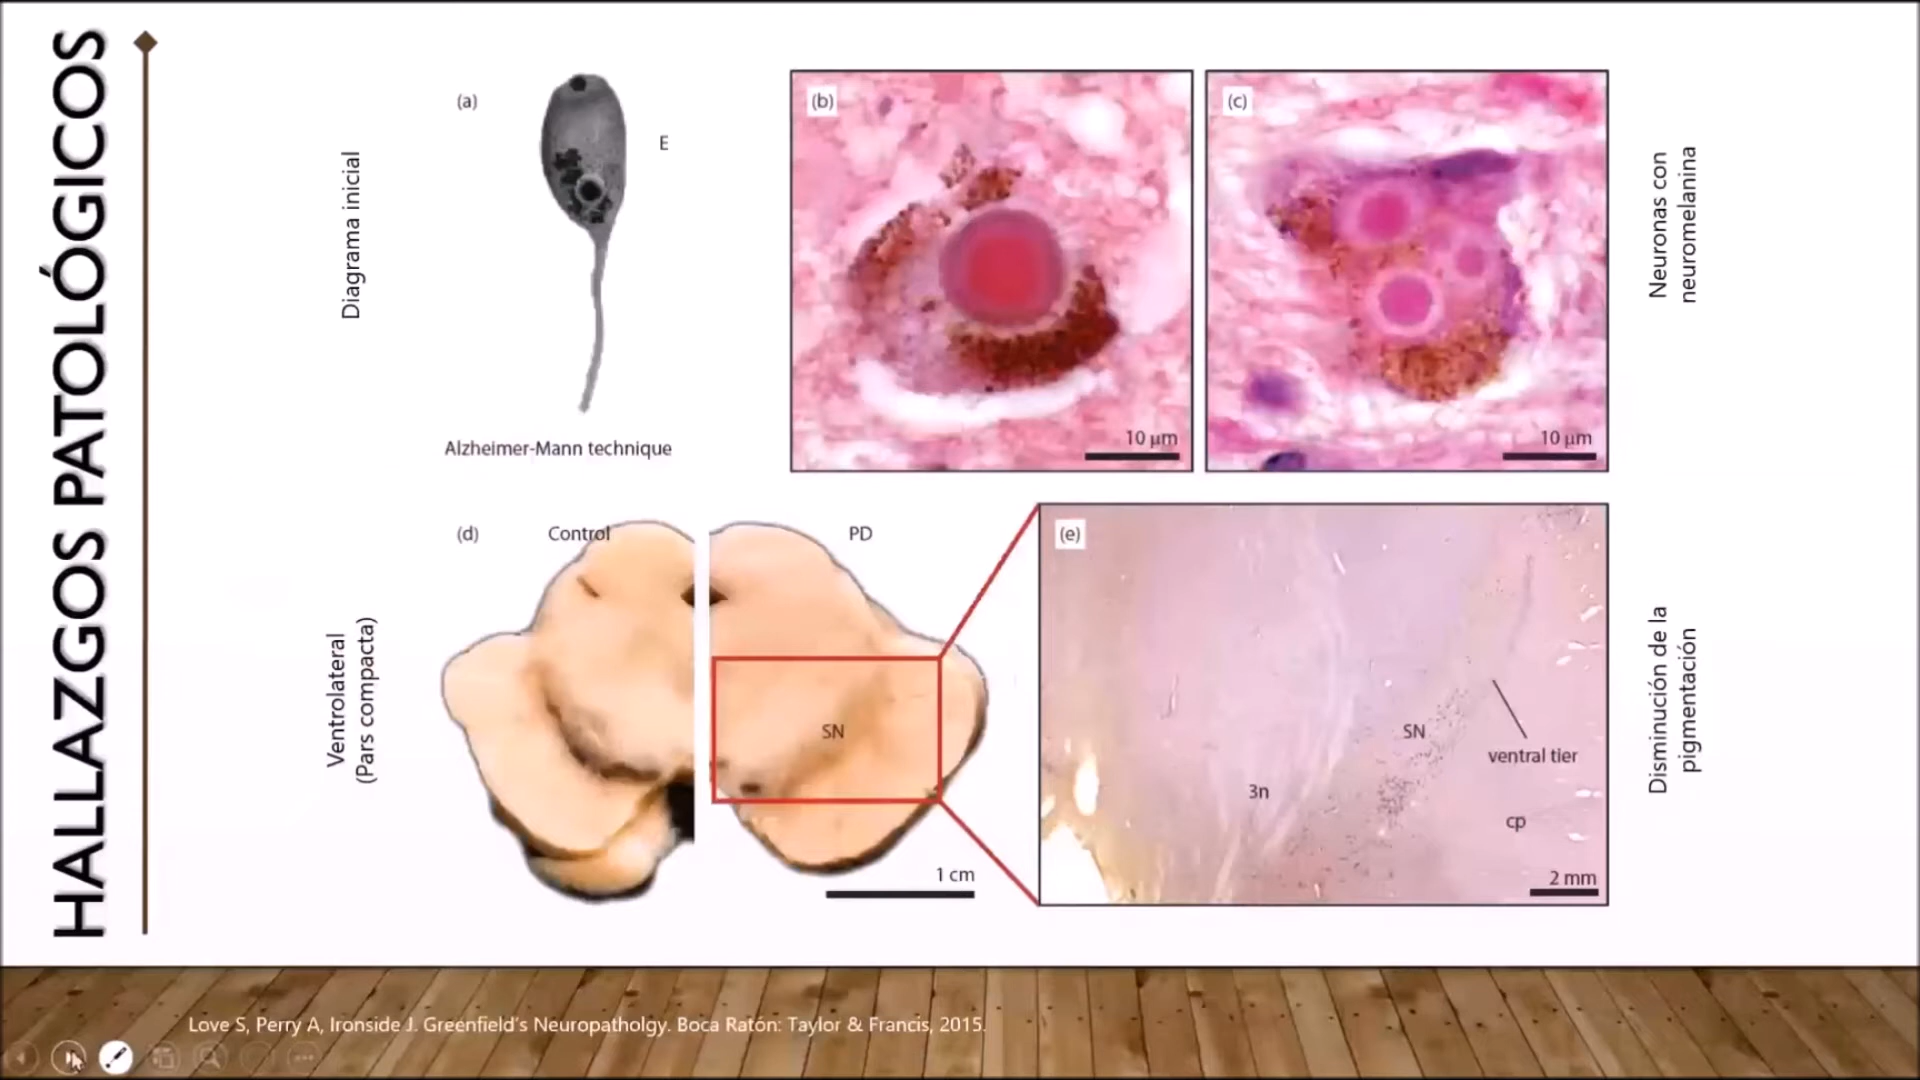 HALLAZGOS PATOLÓGICOS
Diagrama inicial
(a)
E
Alzheimer-Mann technique
(b)
10 µm
(c)
10 µm
Neuronas con
neuromelanina
Ventrolateral
(Pars compacta)
(d)
Control
PD
SN
1 cm
(e)
SN
ventral tier
3n
cp
2 mm
Disminución de la
pigmentación
Love S, Perry A, Ironside J. Greenfield's Neuropatholgy. Boca Ratón: Taylor & Francis, 2015.